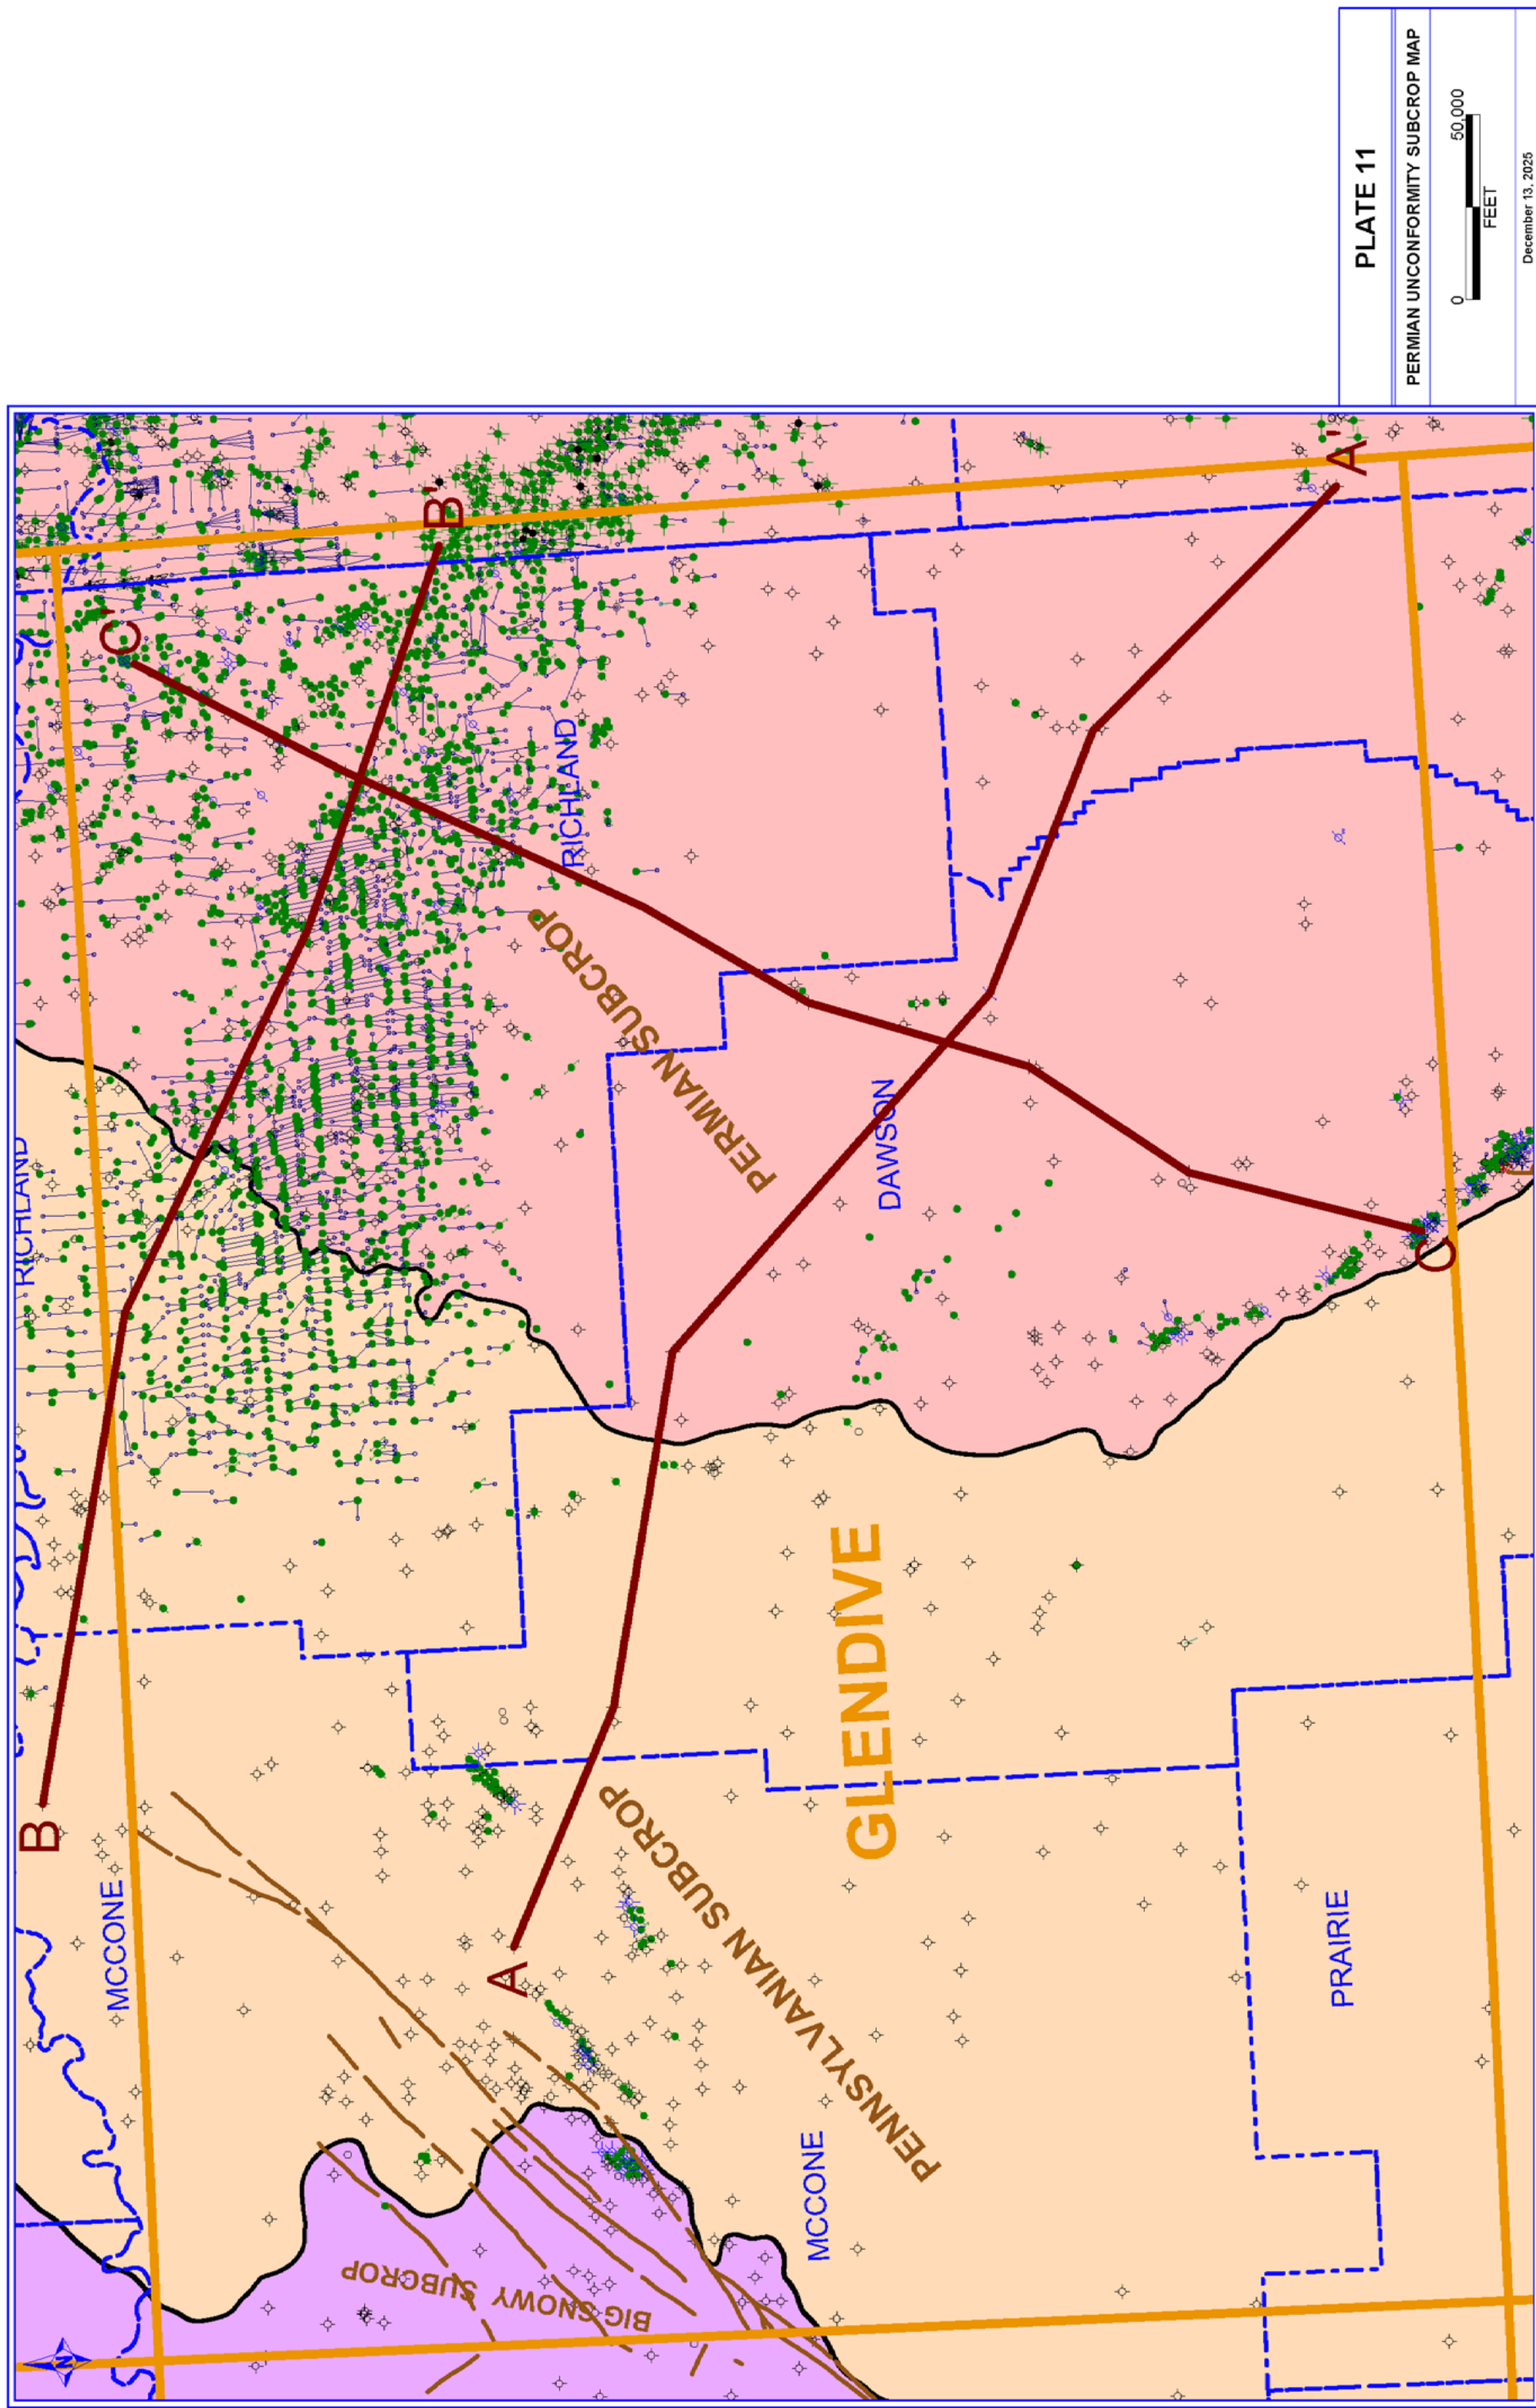 B
RICHLAND
C'
MCCONE
B'
RICHLAND
A
PERMIAN SUBCROP
BIG SNOWY SUBCROP
PENNSYLVANIAN SUBCROP
DAWSON
MCCONE
GLENDIVE
A'
PRAIRIE
C
N
PLATE 11
PERMIAN UNCONFORMITY SUBCROP MAP
0 50,000
FEET
December 13, 2025